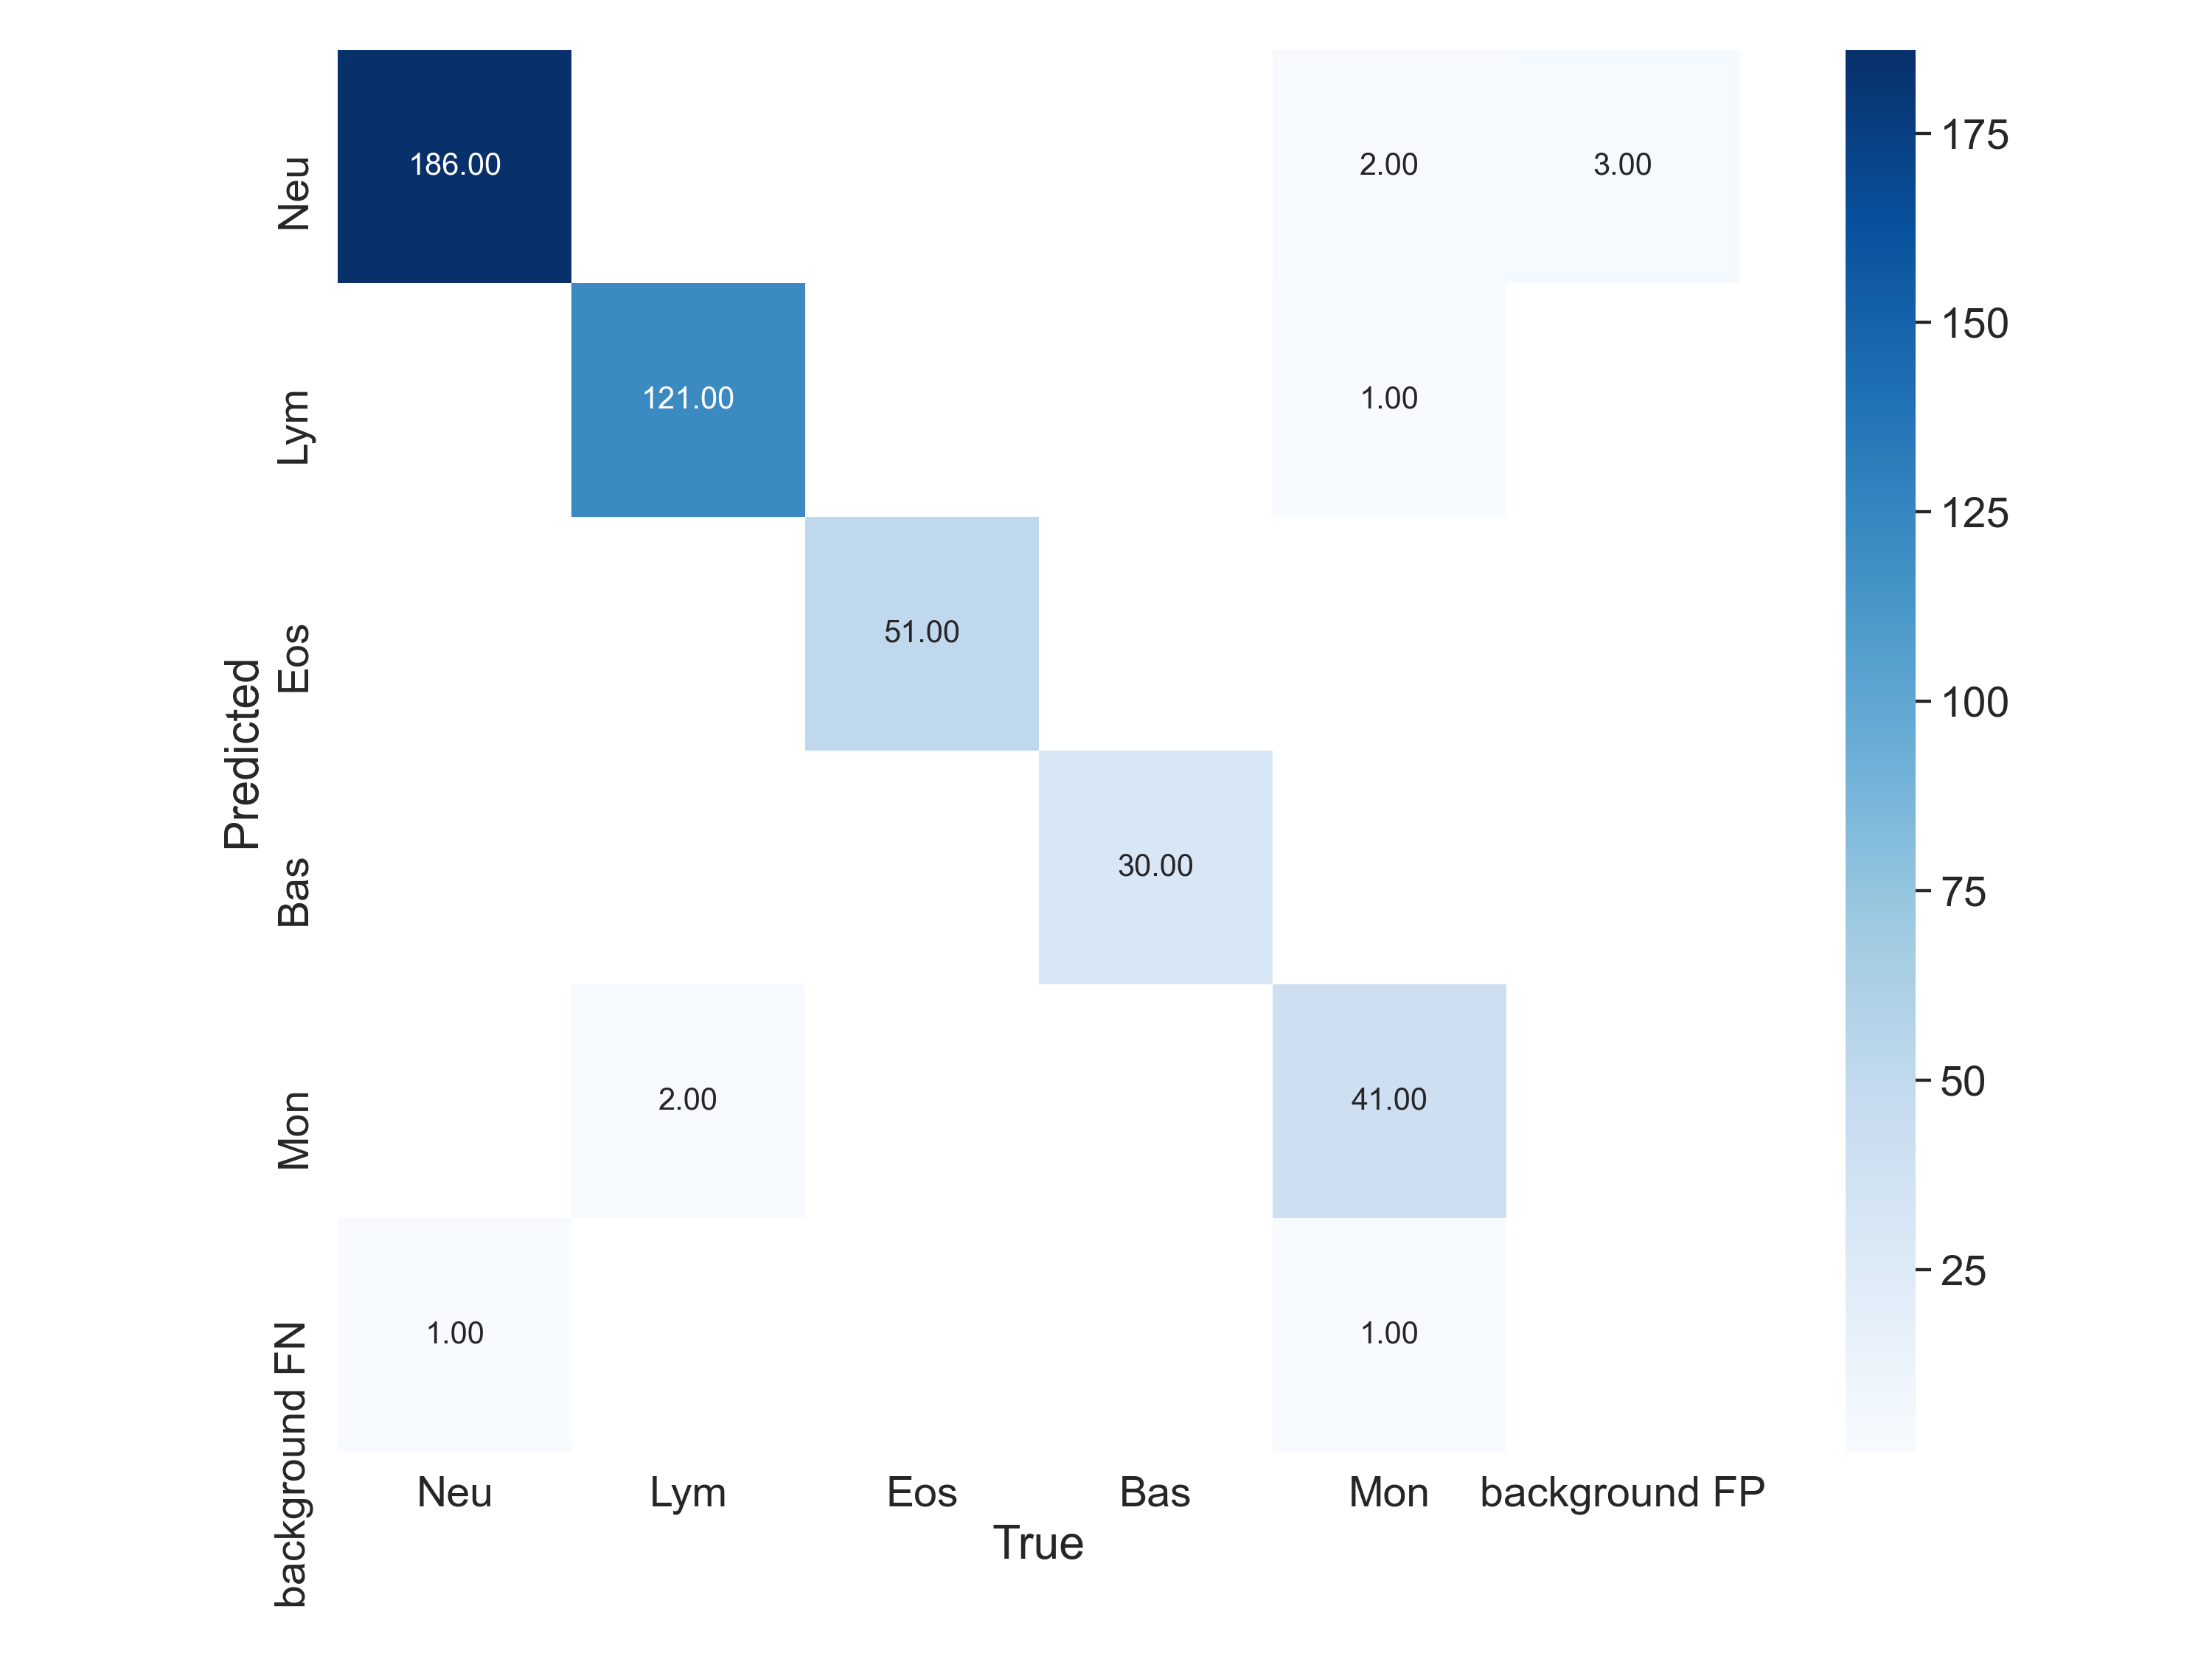 Predicted
Neu 186.00 2.00 3.00
Lym 121.00 1.00
Eos 51.00
Bas 30.00
Mon 2.00 41.00
background FN 1.00 1.00
Neu Lym Eos Bas Mon background FP
True
175
150
125
100
75
50
25